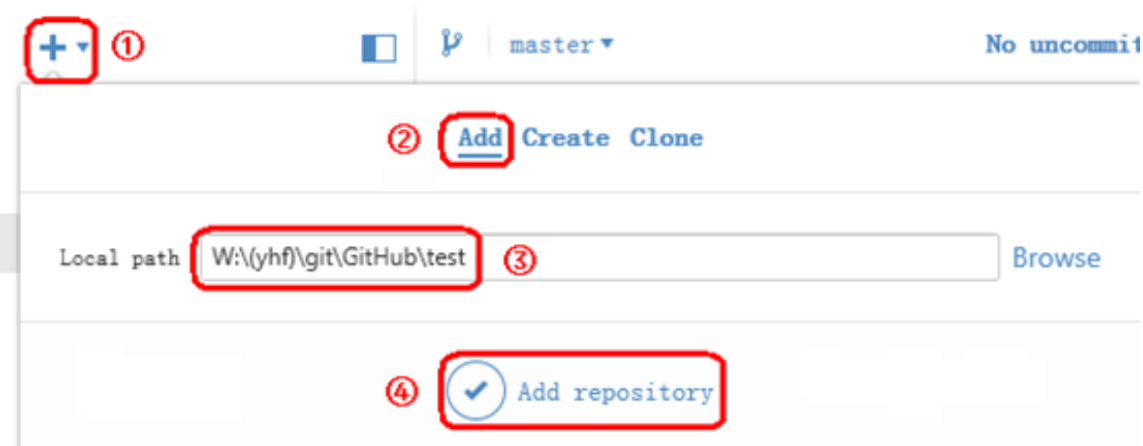 + ① master No uncommit
② Add Create Clone
Local path W:\(yhf)\git\GitHub\test ③ Browse
④ Add repository